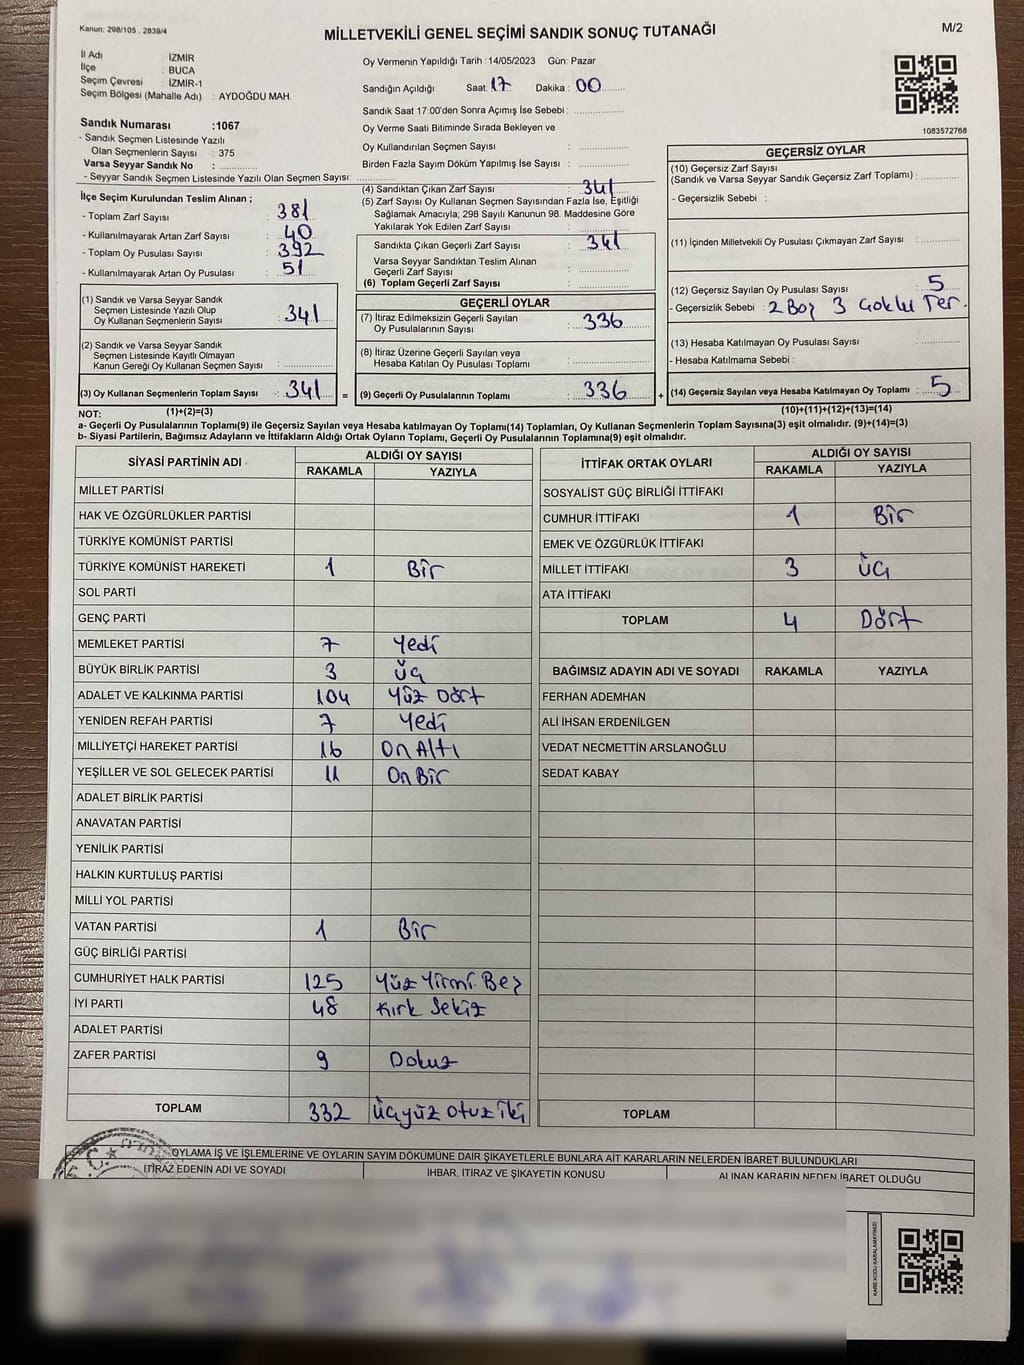 Kanun: 298/105 . 2839/4
MİLLETVEKİLİ GENEL SEÇİMİ SANDIK SONUÇ TUTANAĞI
M/2
İl Adı : İZMİR
İlçe : BUCA
Seçim Çevresi : İZMİR-1
Seçim Bölgesi (Mahalle Adı) : AYDOĞDU MAH.
Sandık Numarası :1067
- Sandık Seçmen Listesinde Yazılı
Olan Seçmenlerin Sayısı : 375
Varsa Seyyar Sandık No :
- Seyyar Sandık Seçmen Listesinde Yazılı Olan Seçmen Sayısı:
Oy Vermenin Yapıldığı Tarih :14/05/2023 Gün: Pazar
Sandığın Açıldığı Saat: 17 Dakika : 00
Sandık Saat 17:00'den Sonra Açımış İse Sebebi :
Oy Verme Saati Bitiminde Sırada Bekleyen ve
Oy Kullandırılan Seçmen Sayısı :
Birden Fazla Sayım Döküm Yapılmış İse Sayısı :
1083572768
İlçe Seçim Kurulundan Teslim Alınan ;
- Toplam Zarf Sayısı : 381
- Kullanılmayarak Artan Zarf Sayısı : 40
- Toplam Oy Pusulası Sayısı : 392
- Kullanılmayarak Artan Oy Pusulası : 51
(1) Sandık ve Varsa Seyyar Sandık
Seçmen Listesinde Yazılı Olup
Oy Kullanan Seçmenlerin Sayısı : 341
(2) Sandık ve Varsa Seyyar Sandık
Seçmen Listesinde Kayıtlı Olmayan
Kanun Gereği Oy Kullanan Seçmen Sayısı :
(3) Oy Kullanan Seçmenlerin Toplam Sayısı : 341 =
(1)+(2)=(3)
(4) Sandıktan Çıkan Zarf Sayısı : 341
(5) Zarf Sayısı Oy Kullanan Seçmen Sayısından Fazla İse, Eşitliği
Sağlamak Amacıyla; 298 Sayılı Kanunun 98. Maddesine Göre
Yakılarak Yok Edilen Zarf Sayısı :
Sandıkta Çıkan Geçerli Zarf Sayısı : 341
Varsa Seyyar Sandıktan Teslim Alınan
Geçerli Zarf Sayısı :
(6) Toplam Geçerli Zarf Sayısı :
GEÇERLİ OYLAR
(7) İtiraz Edilmeksizin Geçerli Sayılan
Oy Pusulalarının Sayısı : 336
(8) İtiraz Üzerine Geçerli Sayılan veya
Hesaba Katılan Oy Pusulası Toplamı :
(9) Geçerli Oy Pusulalarının Toplamı : 336 +
GEÇERSİZ OYLAR
(10) Geçersiz Zarf Sayısı
(Sandık ve Varsa Seyyar Sandık Geçersiz Zarf Toplamı) :
- Geçersizlik Sebebi :
(11) İçinden Milletvekili Oy Pusulası Çıkmayan Zarf Sayısı :
(12) Geçersiz Sayılan Oy Pusulası Sayısı : 5
- Geçersizlik Sebebi : 2 Boş 3 Çoklu Ter.
(13) Hesaba Katılmayan Oy Pusulası Sayısı :
- Hesaba Katılmama Sebebi :
(14) Geçersiz Sayılan veya Hesaba Katılmayan Oy Toplamı : 5
(10)+(11)+(12)+(13)=(14)
NOT:
a- Geçerli Oy Pusulalarının Toplamı(9) ile Geçersiz Sayılan veya Hesaba katılmayan Oy Toplamı(14) Toplamları, Oy Kullanan Seçmenlerin Toplam Sayısına(3) eşit olmalıdır. (9)+(14)=(3)
b- Siyasi Partilerin, Bağımsız Adayların ve İttifakların Aldığı Ortak Oyların Toplamı, Geçerli Oy Pusulalarının Toplamına(9) eşit olmalıdır.
SİYASİ PARTİNİN ADI ALDIĞI OY SAYISI
RAKAMLA YAZIYLA
MİLLET PARTİSİ
HAK VE ÖZGÜRLÜKLER PARTİSİ
TÜRKİYE KOMÜNİST PARTİSİ
TÜRKİYE KOMÜNİST HAREKETİ 1 Bir
SOL PARTİ
GENÇ PARTİ
MEMLEKET PARTİSİ 7 Yedi
BÜYÜK BİRLİK PARTİSİ 3 Üç
ADALET VE KALKINMA PARTİSİ 104 Yüz Dört
YENİDEN REFAH PARTİSİ 7 Yedi
MİLLİYETÇİ HAREKET PARTİSİ 16 On Altı
YEŞİLLER VE SOL GELECEK PARTİSİ 11 On Bir
ADALET BİRLİK PARTİSİ
ANAVATAN PARTİSİ
YENİLİK PARTİSİ
HALKIN KURTULUŞ PARTİSİ
MİLLİ YOL PARTİSİ
VATAN PARTİSİ 1 Bir
GÜÇ BİRLİĞİ PARTİSİ
CUMHURİYET HALK PARTİSİ 125 Yüz Yirmi Beş
İYİ PARTİ 48 Kırk Sekiz
ADALET PARTİSİ
ZAFER PARTİSİ 9 Dokuz
TOPLAM 332 Üçyüz Otuz İki
İTTİFAK ORTAK OYLARI ALDIĞI OY SAYISI
RAKAMLA YAZIYLA
SOSYALİST GÜÇ BİRLİĞİ İTTİFAKI
CUMHUR İTTİFAKI 1 Bir
EMEK VE ÖZGÜRLÜK İTTİFAKI
MİLLET İTTİFAKI 3 Üç
ATA İTTİFAKI
TOPLAM 4 Dört
BAĞIMSIZ ADAYIN ADI VE SOYADI RAKAMLA YAZIYLA
FERHAN ADEMHAN
ALİ İHSAN ERDENİLGEN
VEDAT NECMETTİN ARSLANOĞLU
SEDAT KABAY
TOPLAM
T.C.
OYLAMA İŞ VE İŞLEMLERİNE VE OYLARIN SAYIM DÖKÜMÜNE DAİR ŞİKAYETLERLE BUNLARA AİT KARARLARIN NELERDEN İBARET BULUNDUKLARI
İTİRAZ EDENİN ADI VE SOYADI İHBAR, İTİRAZ VE ŞİKAYETİN KONUSU ALINAN KARARIN NEDEN İBARET OLDUĞU
KARE KODU KARALAMAYINIZ!